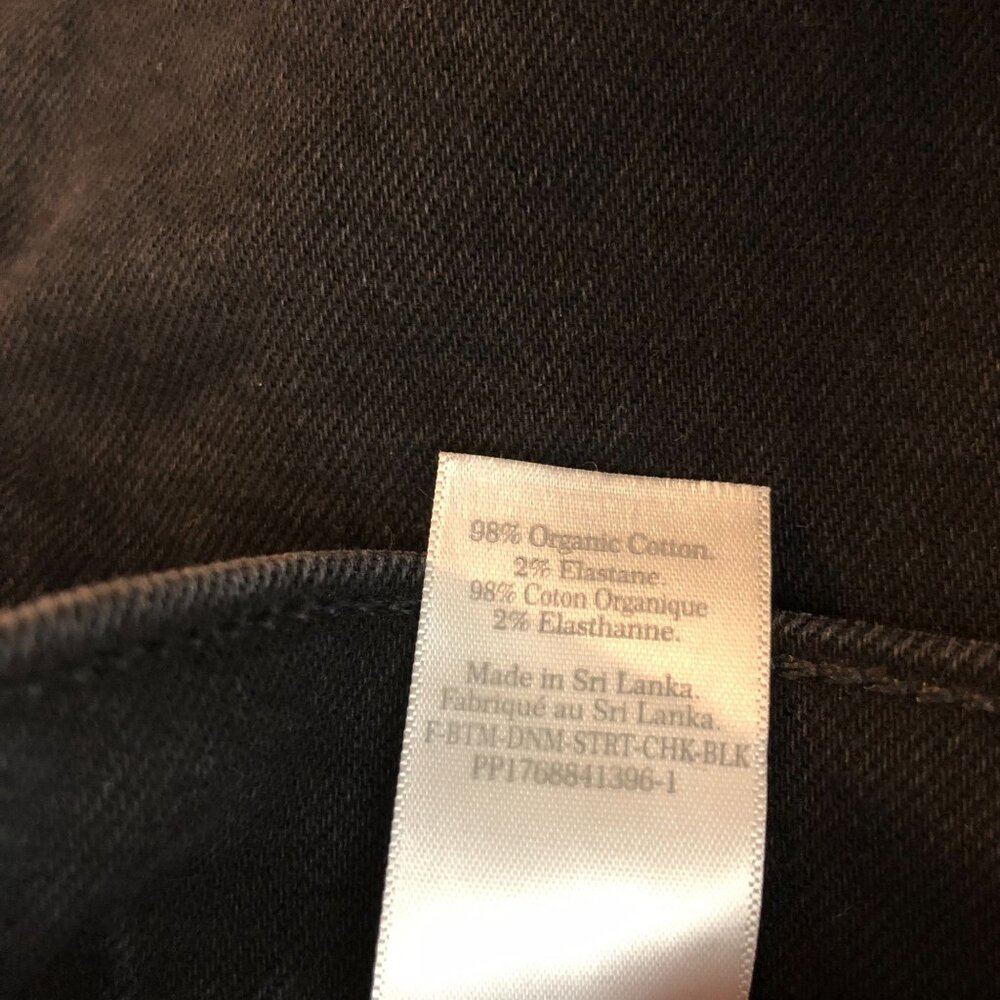 98% Organic Cotton.
2% Elastane.
98% Coton Organique
2% Elasthanne.
Made in Sri Lanka.
Fabriqué au Sri Lanka.
F-BTM-DNM-STRT-CHK-BLK
PP1768841396-1